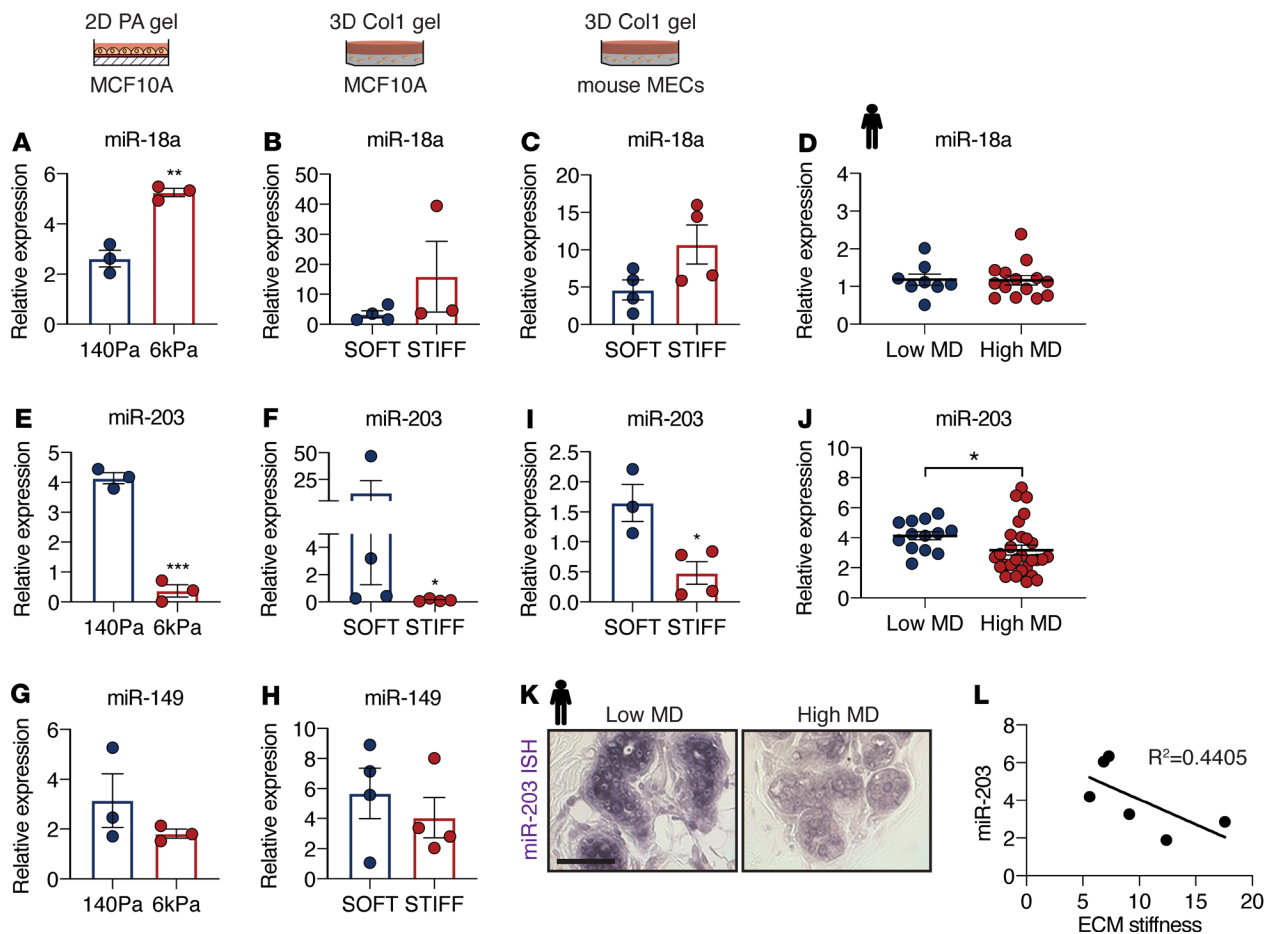 2D PA gel
MCF10A
3D Col1 gel
MCF10A
3D Col1 gel
mouse MECs
A
miR-18a
Relative expression
6
4
2
0
**
140Pa 6kPa
B
miR-18a
Relative expression
50
40
30
20
10
0
SOFT STIFF
C
miR-18a
Relative expression
20
15
10
5
0
SOFT STIFF
D
miR-18a
Relative expression
4
3
2
1
0
Low MD High MD
E
miR-203
Relative expression
5
4
3
2
1
0
***
140Pa 6kPa
F
miR-203
Relative expression
50
25
4
2
0
*
SOFT STIFF
I
miR-203
Relative expression
2.5
2.0
1.5
1.0
0.5
0.0
*
SOFT STIFF
J
miR-203
Relative expression
10
8
6
4
2
0
*
Low MD High MD
G
miR-149
Relative expression
6
4
2
0
140Pa 6kPa
H
miR-149
Relative expression
10
8
6
4
2
0
SOFT STIFF
K
Low MD High MD
miR-203 ISH
L
miR-203
8
6
4
2
0
R²=0.4405
0 5 10 15 20
ECM stiffness